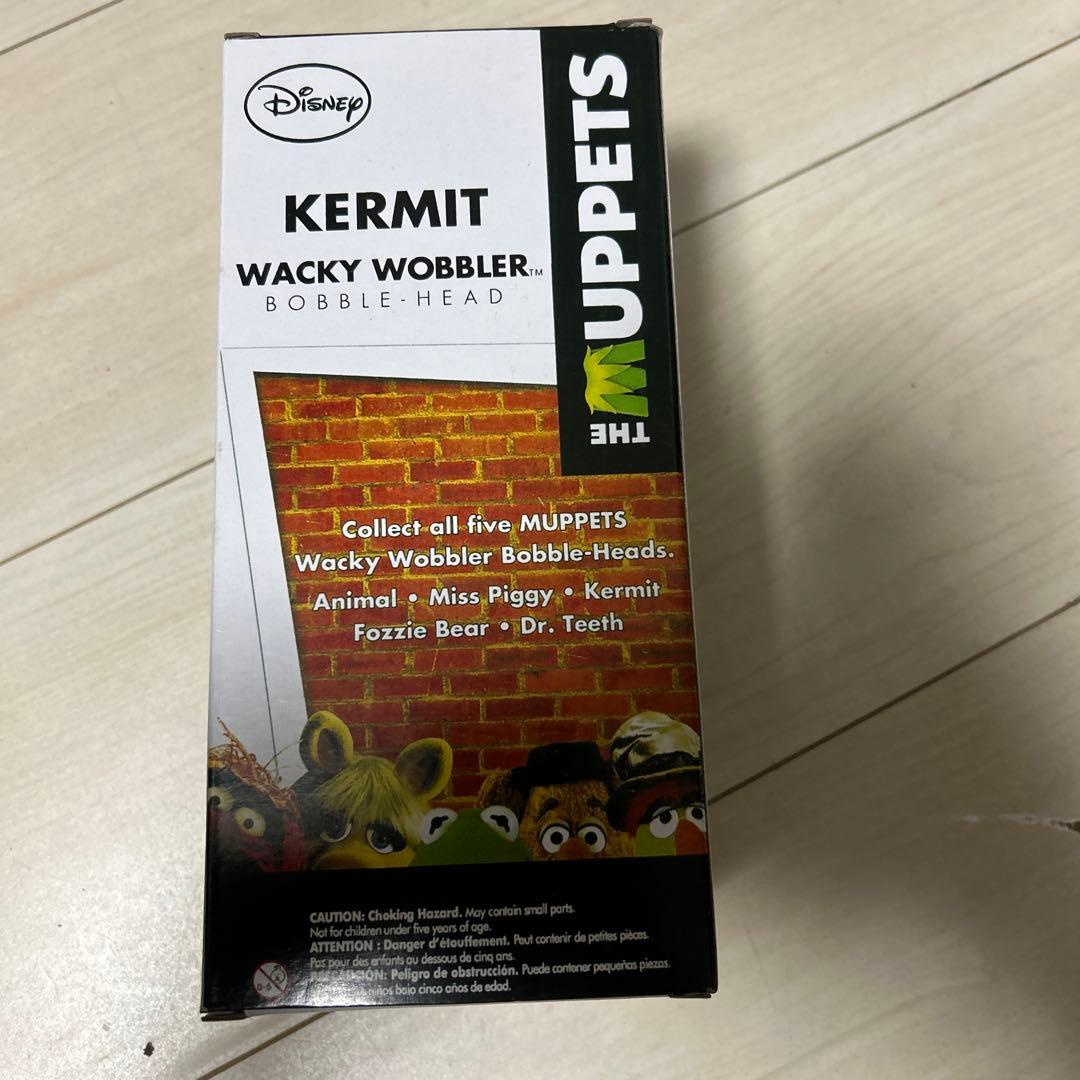 Disney
KERMIT
WACKY WOBBLER™
BOBBLE-HEAD
THE MUPPETS
Collect all five MUPPETS
Wacky Wobbler Bobble-Heads.
Animal • Miss Piggy • Kermit
Fozzie Bear • Dr. Teeth
CAUTION: Choking Hazard. May contain small parts.
Not for children under five years of age.
ATTENTION : Danger d'étouffement. Peut contenir de petites pièces.
Pas pour des enfants au dessous de cinq ans.
Peligro de obstrucción. Puede contener pequeñas piezas.
bajo cinco años de edad.